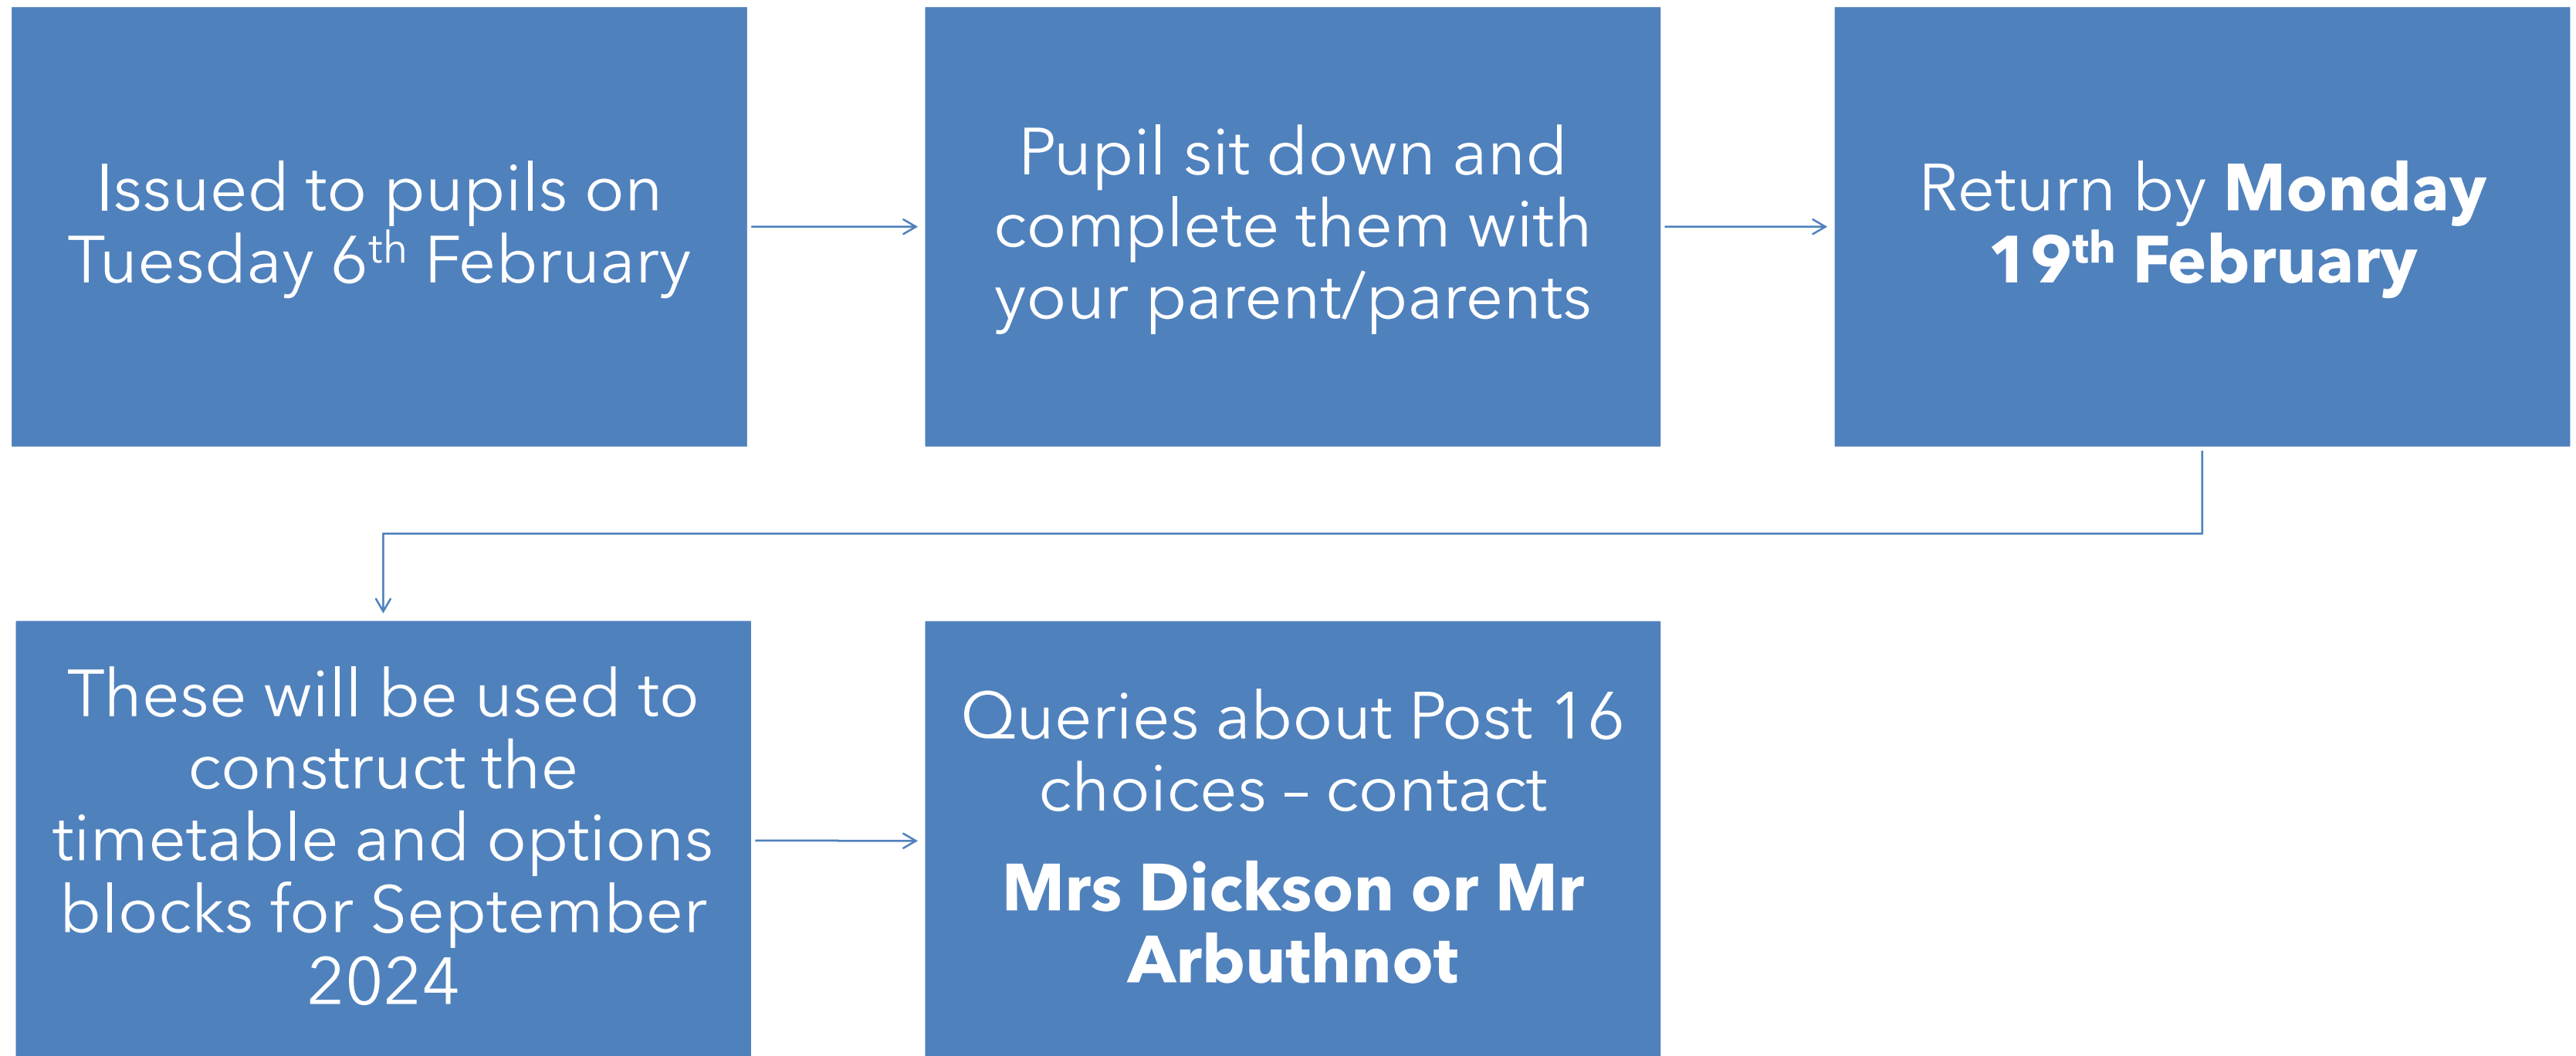 Issued to pupils on
Tuesday 6th February
Pupil sit down and
complete them with
your parent/parents
Return by Monday
19th February
These will be used to
construct the
timetable and options
blocks for September
2024
Queries about Post 16
choices – contact
Mrs Dickson or Mr
Arbuthnot